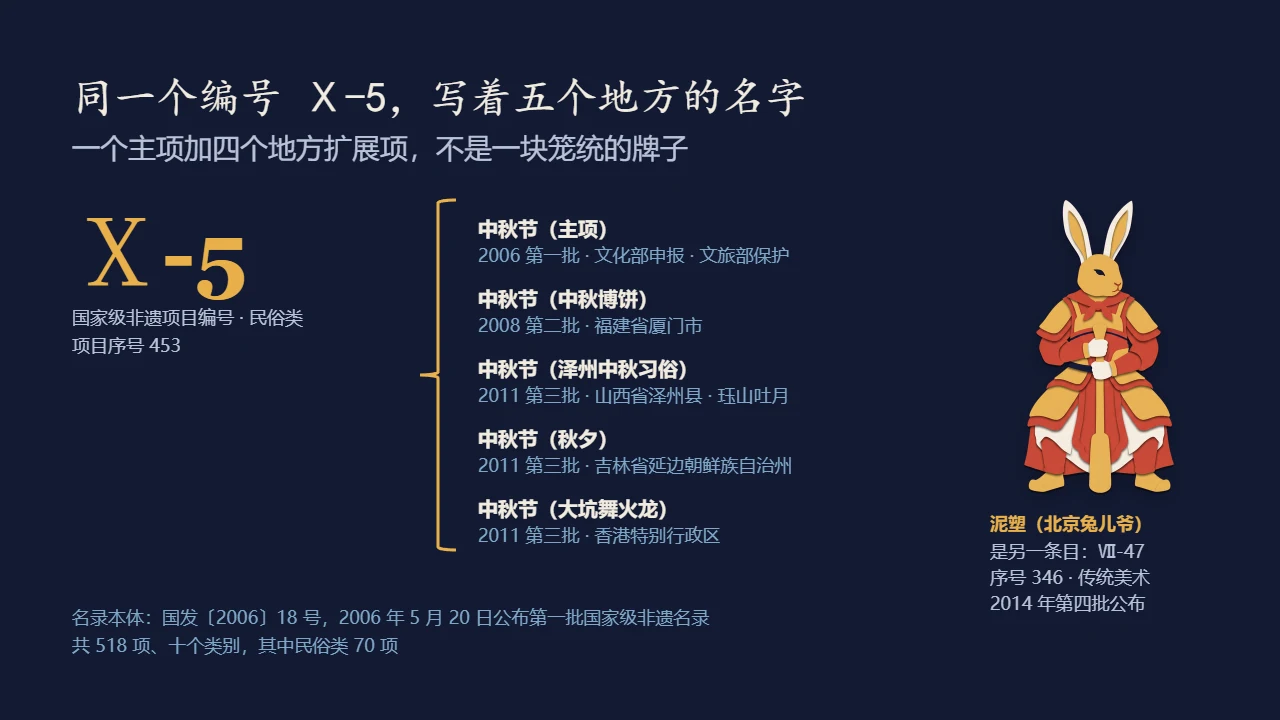 同一个编号 X-5，写着五个地方的名字
一个主项加四个地方扩展项，不是一块笼统的牌子
X-5
国家级非遗项目编号 · 民俗类
项目序号 453
中秋节（主项）
2006 第一批 · 文化部申报 · 文旅部保护
中秋节（中秋博饼）
2008 第二批 · 福建省厦门市
中秋节（泽州中秋习俗）
2011 第三批 · 山西省泽州县 · 珏山吐月
中秋节（秋夕）
2011 第三批 · 吉林省延边朝鲜族自治州
中秋节（大坑舞火龙）
2011 第三批 · 香港特别行政区
泥塑（北京兔儿爷）
是另一条目：Ⅶ-47
序号 346 · 传统美术
2014 年第四批公布
名录本体：国发〔2006〕18 号，2006 年 5 月 20 日公布第一批国家级非遗名录
共 518 项、十个类别，其中民俗类 70 项